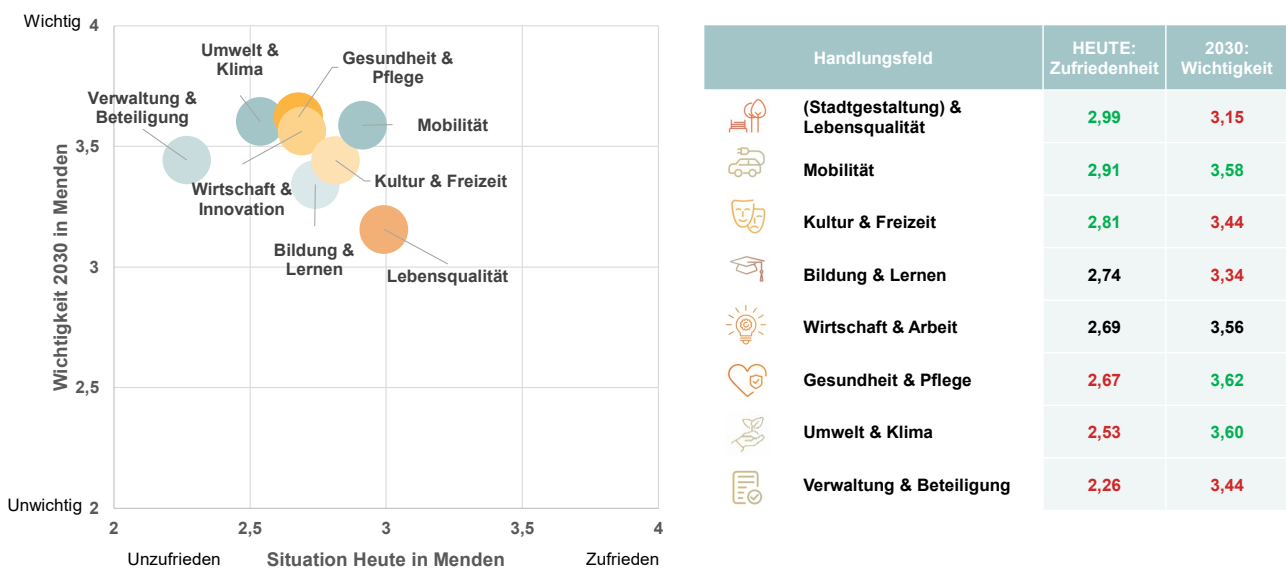 Wichtig
4
Umwelt &
Klima
Gesundheit &
Pflege
Verwaltung &
Beteiligung
Mobilität
3,5
Wirtschaft &
Innovation
Kultur & Freizeit
Bildung &
Lernen
Lebensqualität
3
2,5
Unwichtig
2
Wichtigkeit 2030 in Menden
2 2,5 3 3,5 4
Unzufrieden Situation Heute in Menden Zufrieden
Handlungsfeld
HEUTE:
Zufriedenheit
2030:
Wichtigkeit
(Stadtgestaltung) &
Lebensqualität
2,99 3,15
Mobilität 2,91 3,58
Kultur & Freizeit 2,81 3,44
Bildung & Lernen 2,74 3,34
Wirtschaft & Arbeit 2,69 3,56
Gesundheit & Pflege 2,67 3,62
Umwelt & Klima 2,53 3,60
Verwaltung & Beteiligung 2,26 3,44